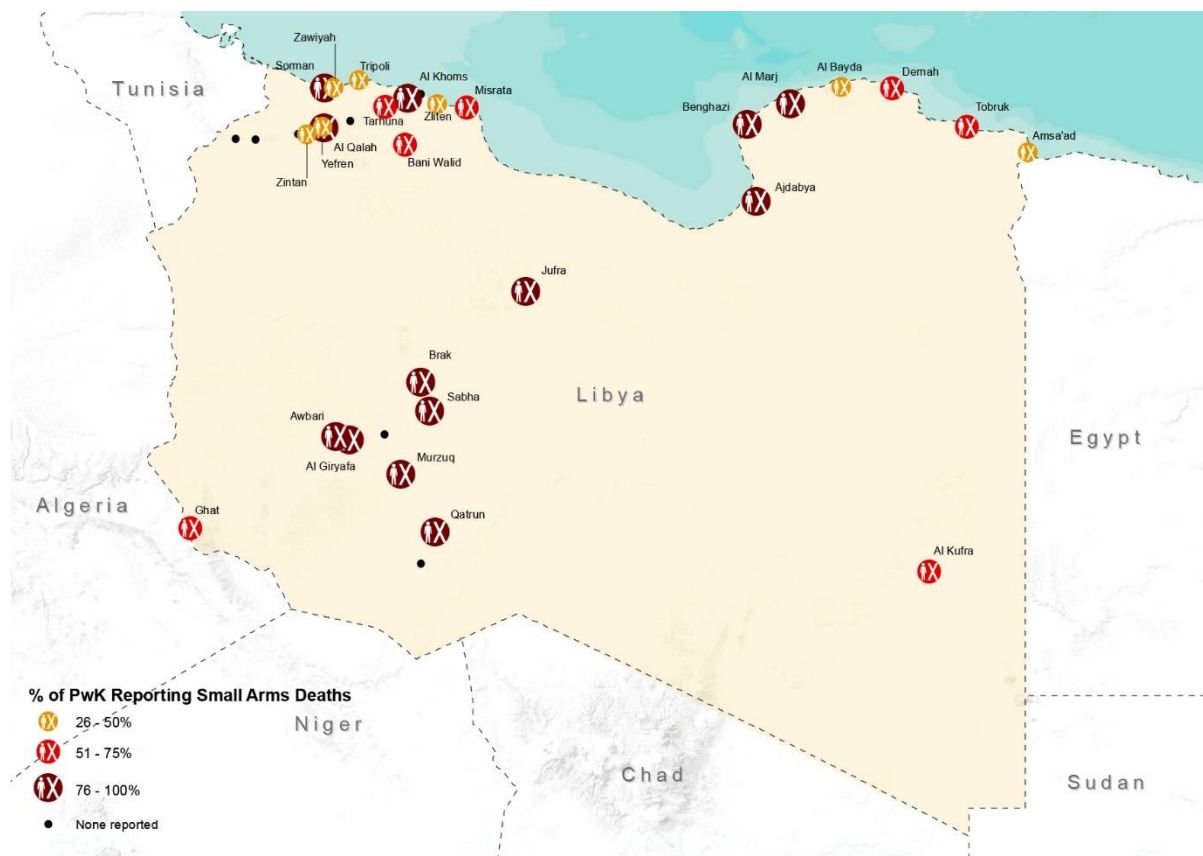 Zawiyah
Tripoli
Sorman
Al Khoms
Al Bayda
Al Marj
Demah
Tunisia
Misrata
Benghazi
Tarhuna
Zliten
Tobruk
Al Qalah
Amsa'ad
Yefren
Bani Walid
Zintan
Ajdabya
Jufra
Brak
Libya
Sabha
Awbari
Egypt
Al Giryafa
Murzuq
Algeria
Ghat
Qatrun
Al Kufra
% of PwK Reporting Small Arms Deaths
26 - 50%
Niger
51 - 75%
Chad
Sudan
76 - 100%
None reported